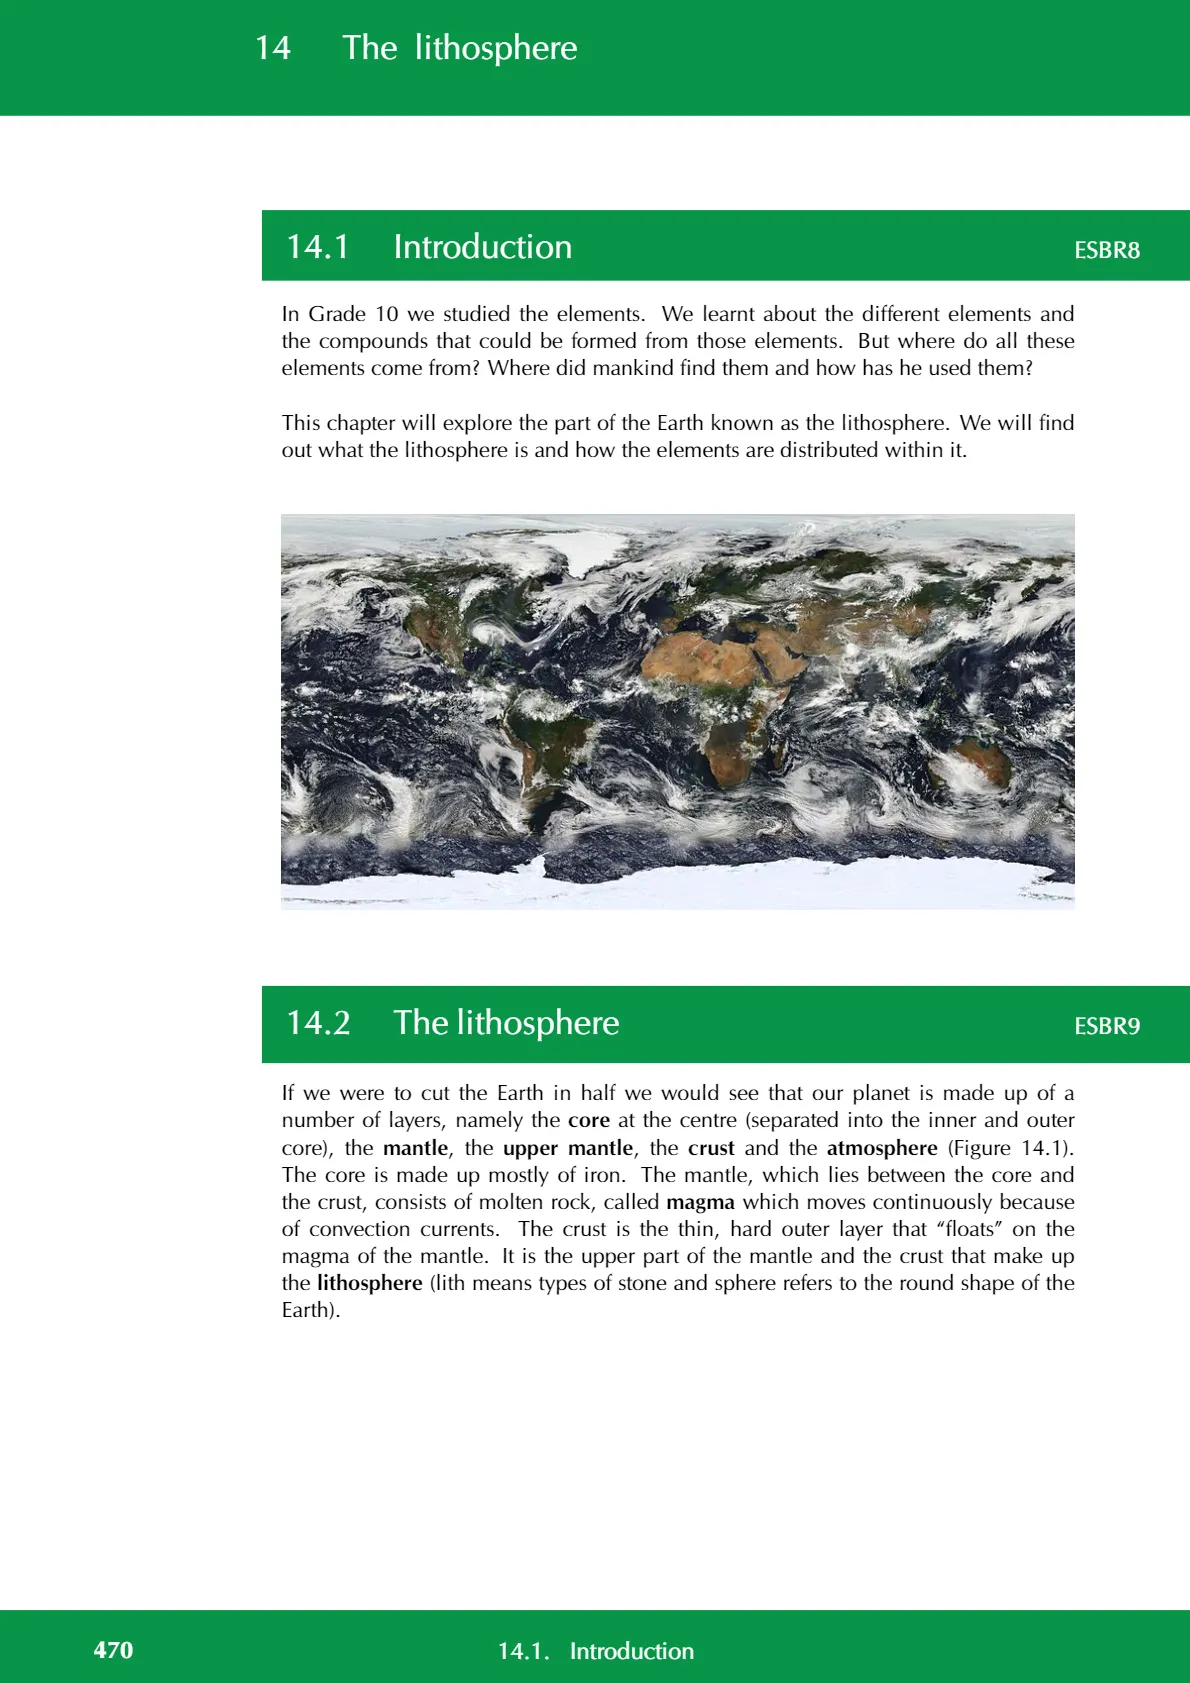 14 The lithosphere
14.1 Introduction ESBR8
In Grade 10 we studied the elements. We learnt about the different elements and
the compounds that could be formed from those elements. But where do all these
elements come from? Where did mankind find them and how has he used them?
This chapter will explore the part of the Earth known as the lithosphere. We will find
out what the lithosphere is and how the elements are distributed within it.
14.2 The lithosphere ESBR9
If we were to cut the Earth in half we would see that our planet is made up of a
number of layers, namely the core at the centre (separated into the inner and outer
core), the mantle, the upper mantle, the crust and the atmosphere (Figure 14.1).
The core is made up mostly of iron. The mantle, which lies between the core and
the crust, consists of molten rock, called magma which moves continuously because
of convection currents. The crust is the thin, hard outer layer that “floats” on the
magma of the mantle. It is the upper part of the mantle and the crust that make up
the lithosphere (lith means types of stone and sphere refers to the round shape of the
Earth).
470 14.1. Introduction